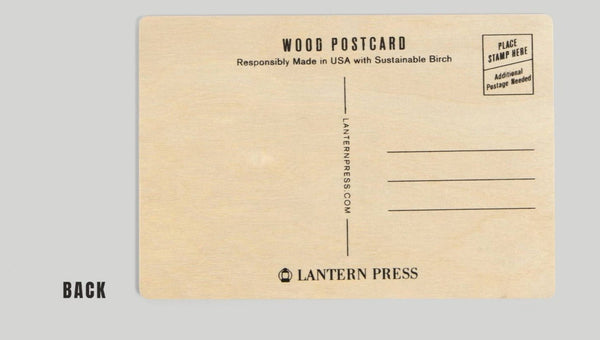 WOOD POSTCARD
Responsibly Made in USA with Sustainable Birch
PLACE
STAMP HERE
Additional
Postage Needed
LANTERNPRESS.COM
LANTERN PRESS
BACK